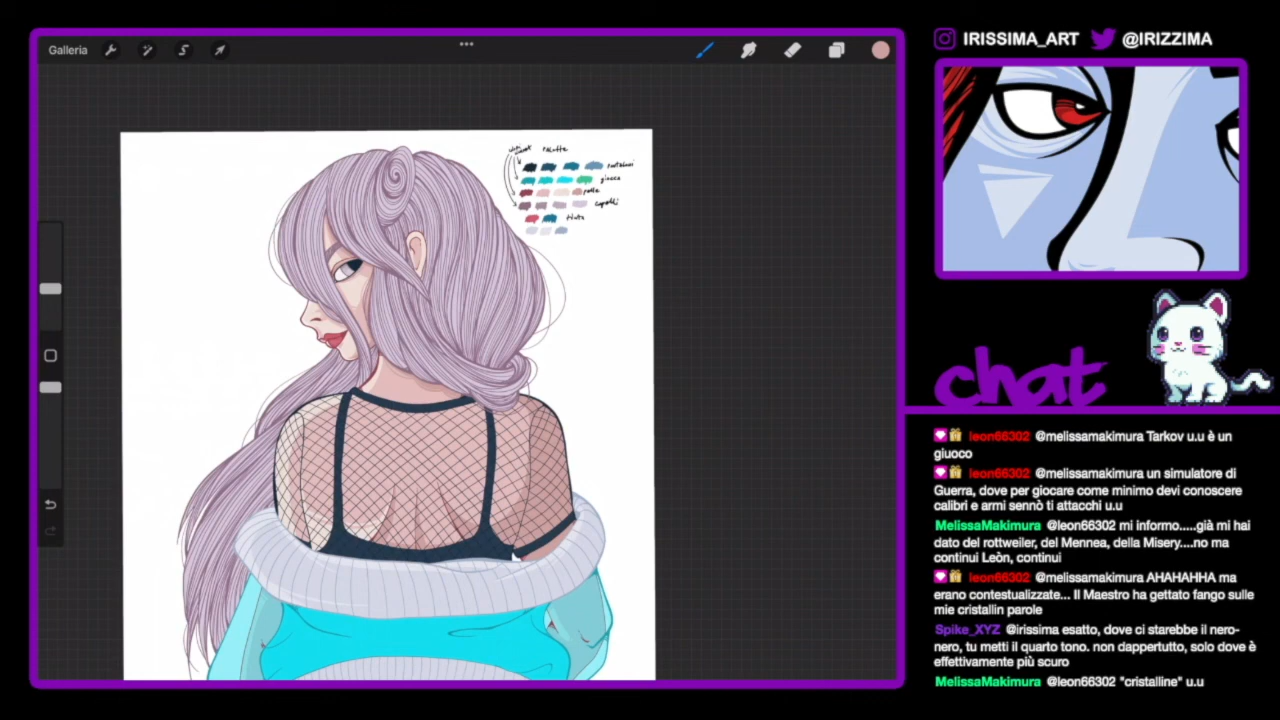 Galleria
IRISSIMA_ART @IRIZZIMA
palette
pantaloni
giacca
pelle
capelli
tinta
chat
leon66302 @melissamakimura Tarkov u.u è un
giuoco
leon66302 @melissamakimura un simulatore di
Guerra, dove per giocare come minimo devi conoscere
calibri e armi sennò ti attacchi u.u
MelissaMakimura @leon66302 mi informo.....già mi hai
dato del rottweiler, del Mennea, della Misery....no ma
continui Leòn, continui
leon66302 @melissamakimura AHAHAHHA ma
erano contestualizzate... Il Maestro ha gettato fango sulle
mie cristallin parole
Spike_XYZ @irissima esatto, dove ci starebbe il nero-
nero, tu metti il quarto tono. non dappertutto, solo dove è
effettivamente più scuro
MelissaMakimura @leon66302 "cristalline" u.u